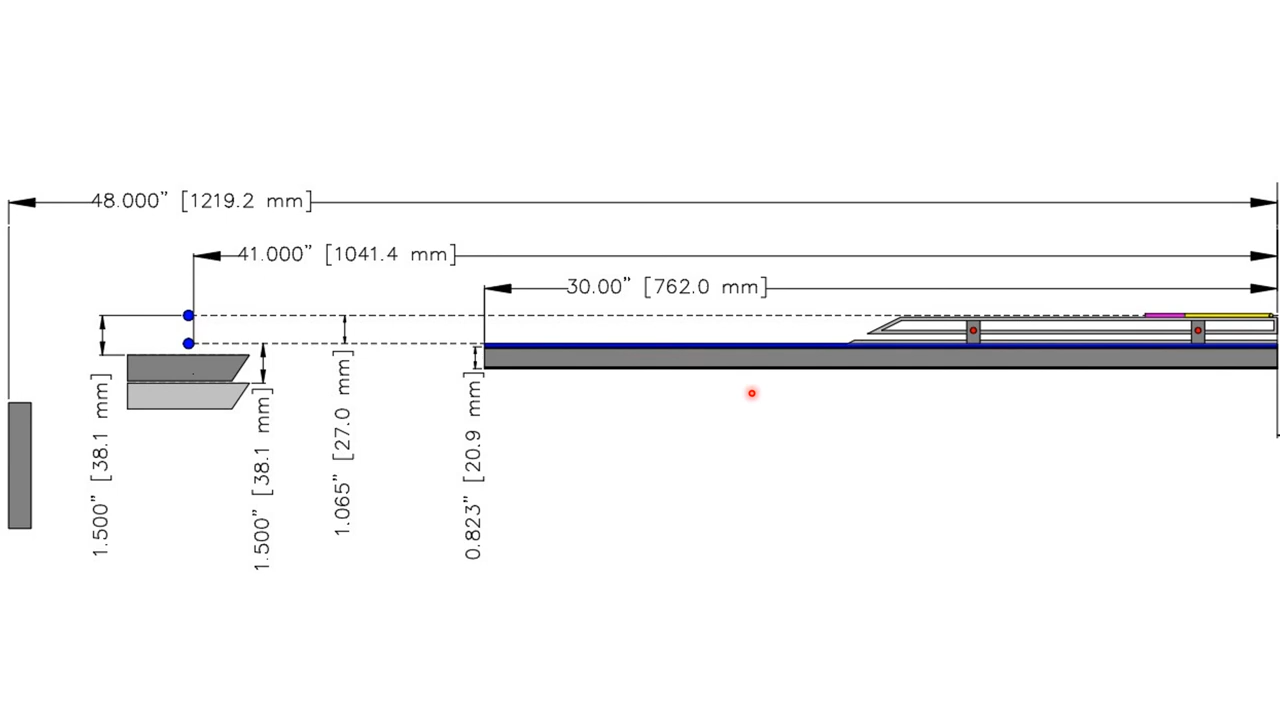 48.000” [1219.2 mm]
41.000” [1041.4 mm]
30.00” [762.0 mm]
1.500” [38.1 mm]
1.500” [38.1 mm]
1.065” [27.0 mm]
0.823” [20.9 mm]